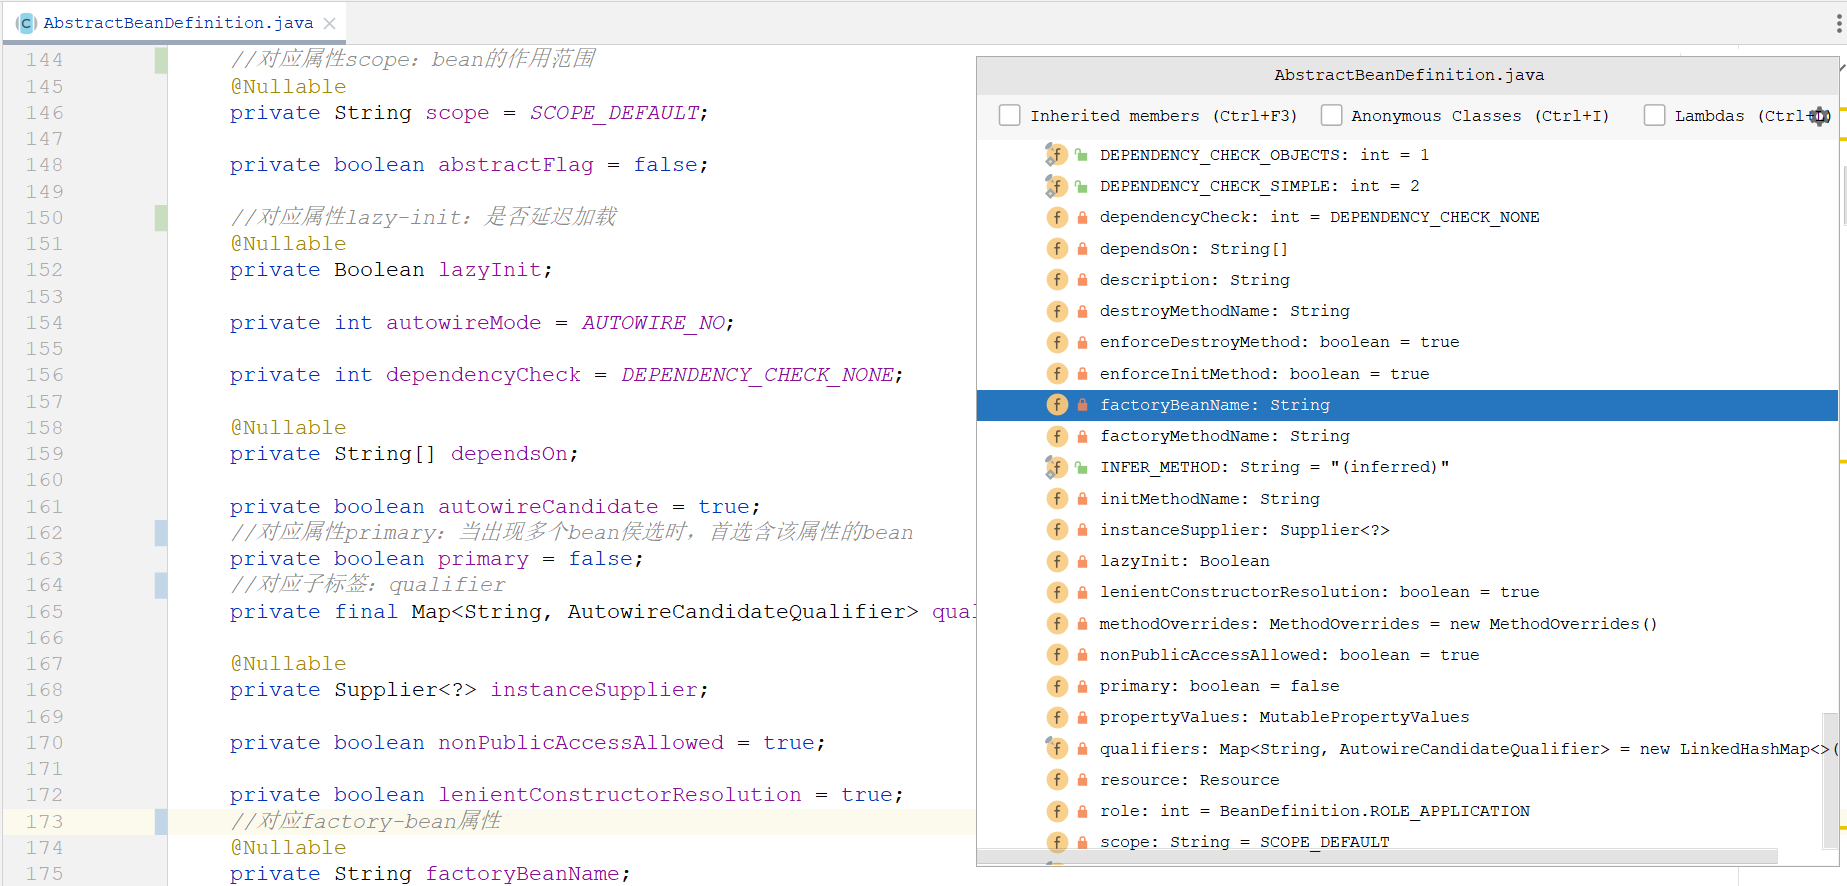 AbstractBeanDefinition.java
144 //对应属性scope：bean的作用范围
145 @Nullable
146 private String scope = SCOPE_DEFAULT;
147
148 private boolean abstractFlag = false;
149
150 //对应属性lazy-init：是否延迟加载
151 @Nullable
152 private Boolean lazyInit;
153
154 private int autowireMode = AUTOWIRE_NO;
155
156 private int dependencyCheck = DEPENDENCY_CHECK_NONE;
157
158 @Nullable
159 private String[] dependsOn;
160
161 private boolean autowireCandidate = true;
162 //对应属性primary：当出现多个bean侯选时，首选含该属性的bean
163 private boolean primary = false;
164 //对应子标签：qualifier
165 private final Map<String, AutowireCandidateQualifier> qual
166
167 @Nullable
168 private Supplier<?> instanceSupplier;
169
170 private boolean nonPublicAccessAllowed = true;
171
172 private boolean lenientConstructorResolution = true;
173 //对应factory-bean属性
174 @Nullable
175 private String factoryBeanName;
AbstractBeanDefinition.java
Inherited members (Ctrl+F3) Anonymous Classes (Ctrl+I) Lambdas (Ctrl+L)
DEPENDENCY_CHECK_OBJECTS: int = 1
DEPENDENCY_CHECK_SIMPLE: int = 2
dependencyCheck: int = DEPENDENCY_CHECK_NONE
dependsOn: String[]
description: String
destroyMethodName: String
enforceDestroyMethod: boolean = true
enforceInitMethod: boolean = true
factoryBeanName: String
factoryMethodName: String
INFER_METHOD: String = "(inferred)"
initMethodName: String
instanceSupplier: Supplier<?>
lazyInit: Boolean
lenientConstructorResolution: boolean = true
methodOverrides: MethodOverrides = new MethodOverrides()
nonPublicAccessAllowed: boolean = true
primary: boolean = false
propertyValues: MutablePropertyValues
qualifiers: Map<String, AutowireCandidateQualifier> = new LinkedHashMap<>(
resource: Resource
role: int = BeanDefinition.ROLE_APPLICATION
scope: String = SCOPE_DEFAULT